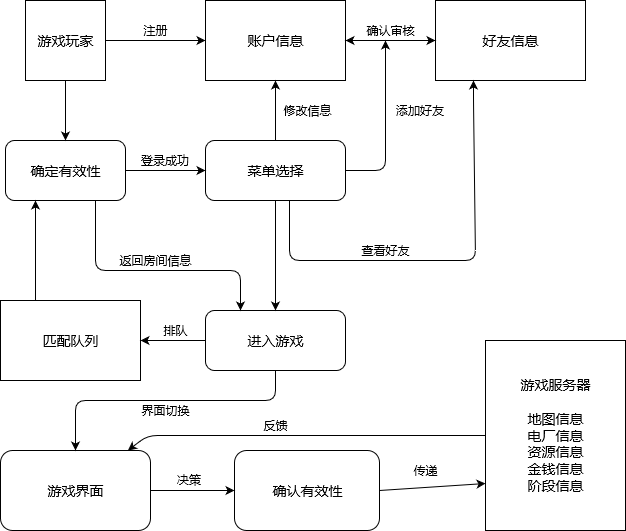 游戏玩家
注册
账户信息
确认审核
好友信息
修改信息
添加好友
确定有效性
登录成功
菜单选择
返回房间信息
查看好友
匹配队列
排队
进入游戏
界面切换
反馈
游戏服务器
地图信息
电厂信息
资源信息
金钱信息
阶段信息
游戏界面
决策
确认有效性
传递